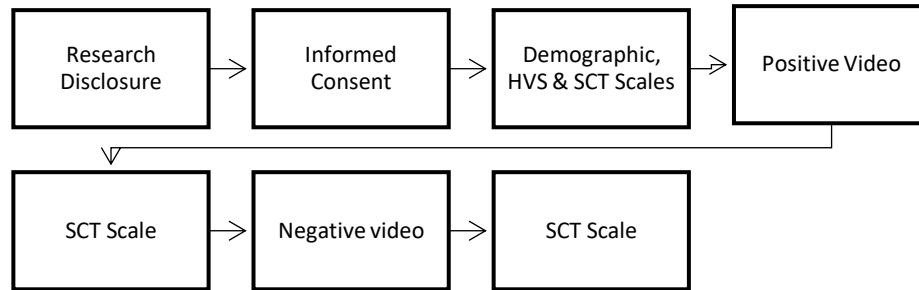 Research
Disclosure
Informed
Consent
Demographic,
HVS & SCT Scales
Positive Video
SCT Scale
Negative video
SCT Scale